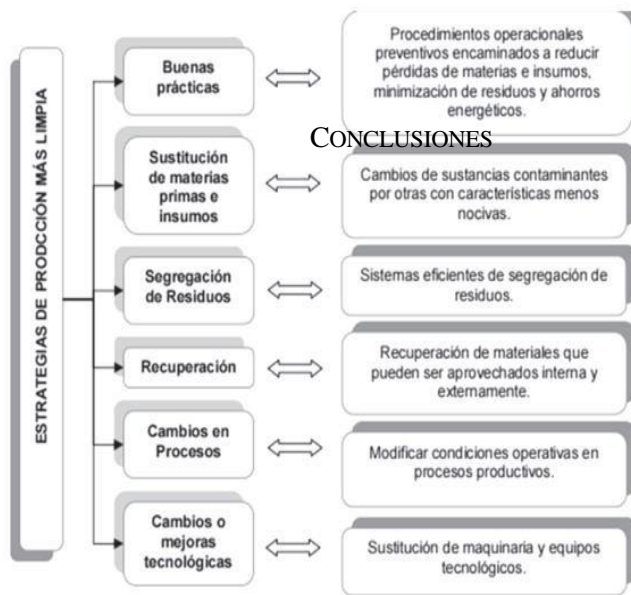 ESTRATEGIAS DE PRODCCIÓN MÁS LIMPIA
Buenas
prácticas
Procedimientos operacionales
preventivos encaminados a reducir
pérdidas de materias e insumos,
minimización de residuos y ahorros
energéticos.
CONCLUSIONES
Sustitución
de materias
primas e
insumos
Cambios de sustancias contaminantes
por otras con características menos
nocivas.
Segregación
de Residuos
Sistemas eficientes de segregación de
residuos.
Recuperación
Recuperación de materiales que
pueden ser aprovechados interna y
externamente.
Cambios en
Procesos
Modificar condiciones operativas en
procesos productivos.
Cambios o
mejoras
tecnológicas
Sustitución de maquinaria y equipos
tecnológicos.